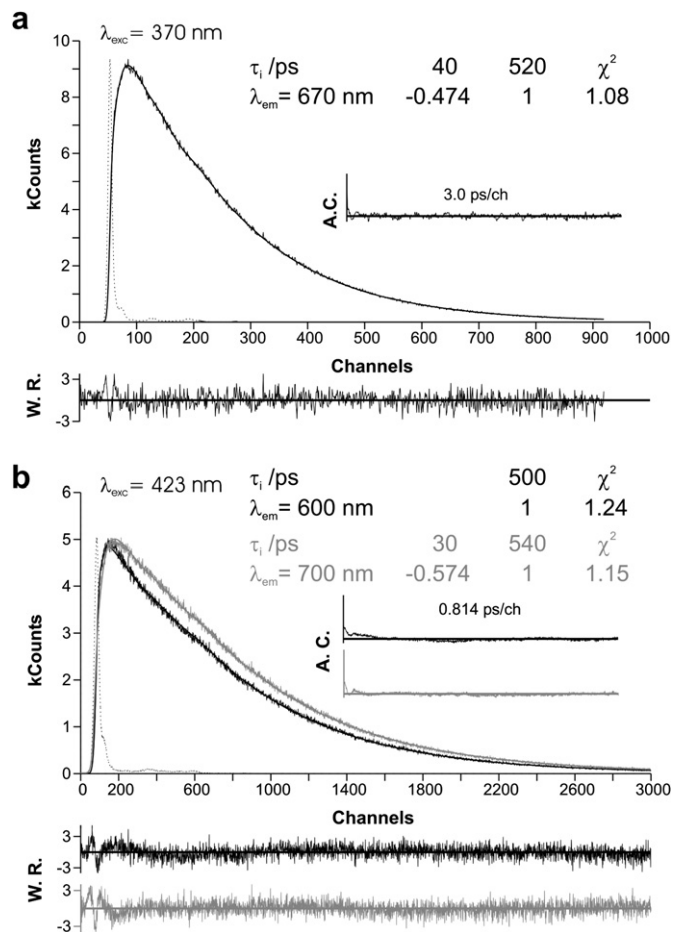 a
λexc= 370 nm
τi /ps 40 520 χ2
λem= 670 nm -0.474 1 1.08
10
8
6
4
2
0
kCounts
A.C.
3.0 ps/ch
0 100 200 300 400 500 600 700 800 900 1000
Channels
W. R.
3
-3
b
λexc= 423 nm
τi /ps 500 χ2
λem= 600 nm 1 1.24
τi /ps 30 540 χ2
λem= 700 nm -0.574 1 1.15
6
5
4
3
2
1
0
kCounts
A. C.
0.814 ps/ch
200 600 1000 1400 1800 2200 2600 3000
Channels
W. R.
3
-3
3
-3